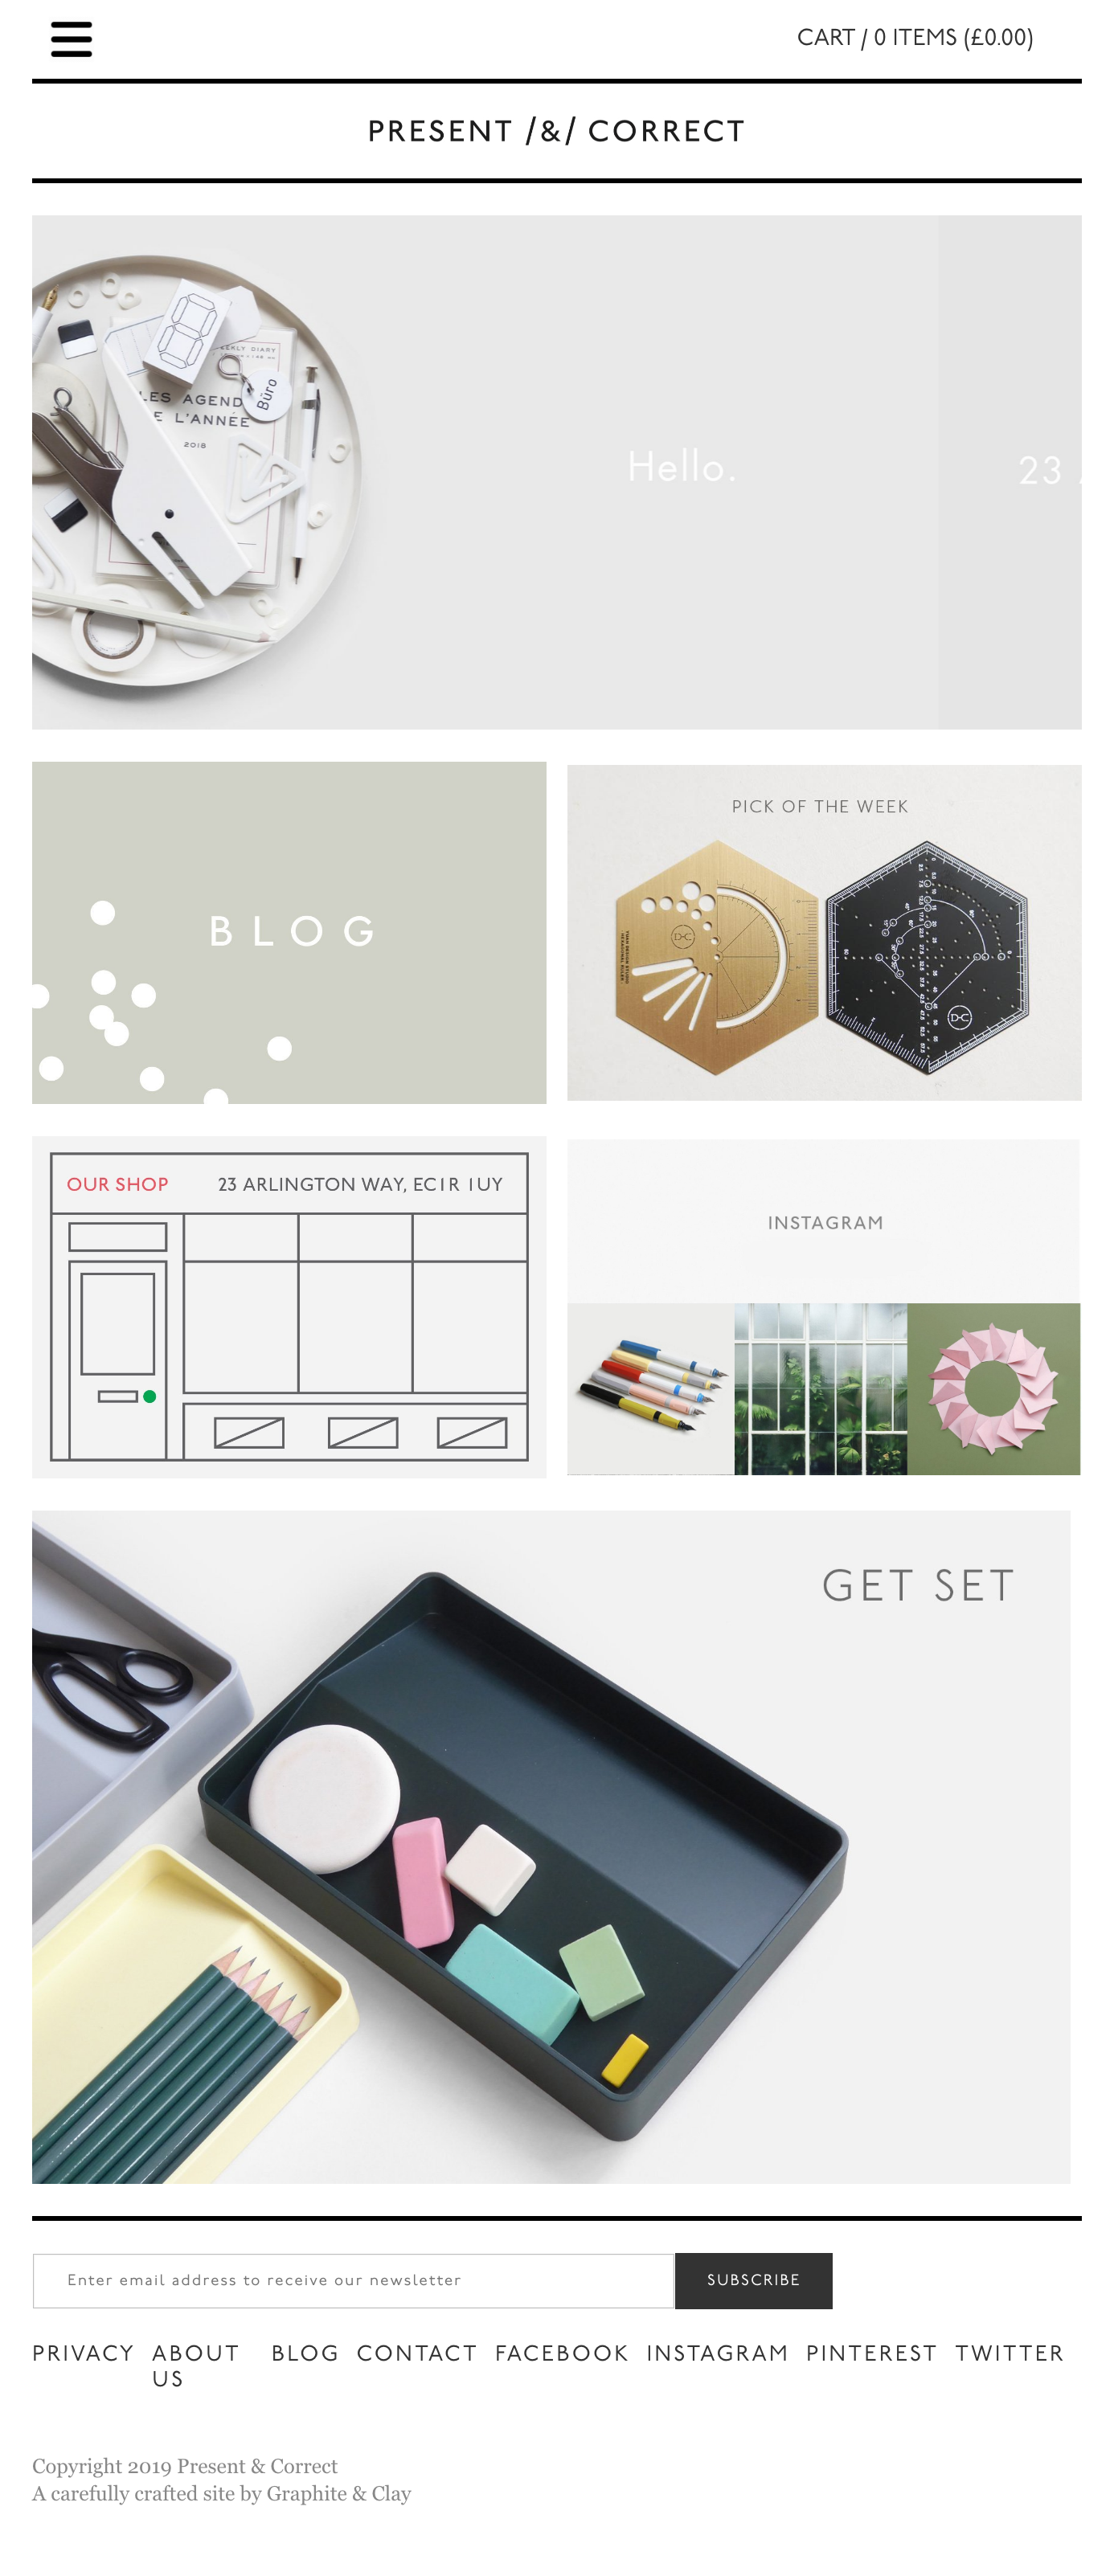 CART / 0 ITEMS (£0.00)
PRESENT /&/ CORRECT
WEEKLY DIARY
LES AGEND
E L'ANNÉE
2018
Büro
Hello.
23
BLOG
PICK OF THE WEEK
OUR SHOP
23 ARLINGTON WAY, EC1R 1UY
INSTAGRAM
GET SET
Enter email address to receive our newsletter
SUBSCRIBE
PRIVACY ABOUT US BLOG CONTACT FACEBOOK INSTAGRAM PINTEREST TWITTER
Copyright 2019 Present & Correct
A carefully crafted site by Graphite & Clay